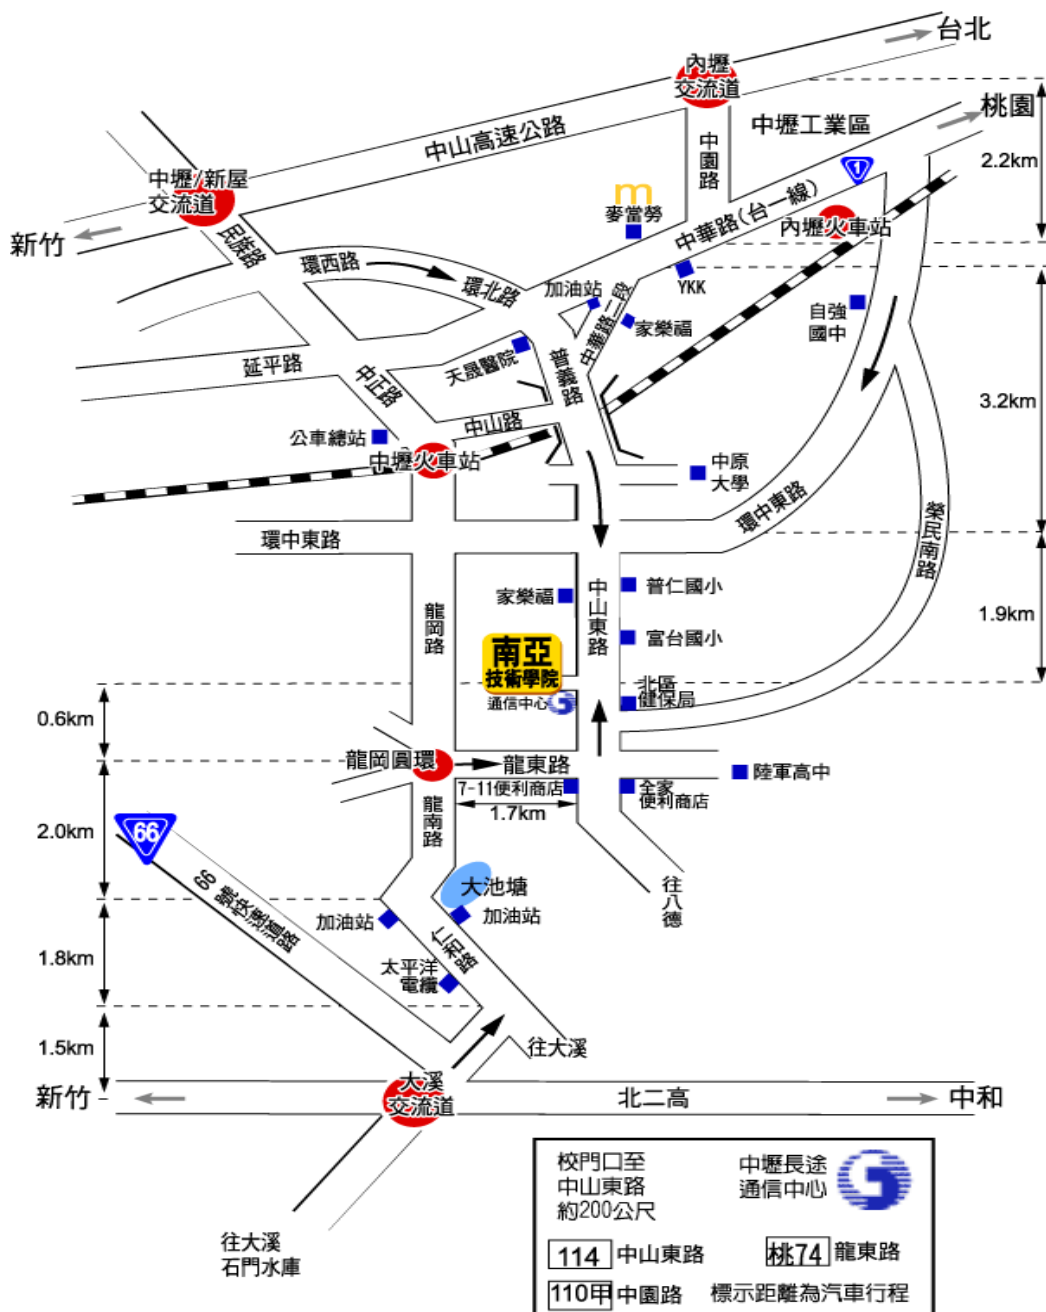 台北
內壢
交流道
桃園
中壢工業區
中山高速公路
中園路
2.2km
1
中壢/新屋
交流道
m
麥當勞
中華路(台一線)
內壢火車站
新竹
民族路
環西路
環北路
加油站
YKK
中華路二段
家樂福
自強
國中
延平路
天晟醫院
普義路
中正路
3.2km
中山路
公車總站
中壢火車站
中原
大學
環中東路
榮民南路
環中東路
家樂福
普仁國小
中山東路
龍岡路
1.9km
富台國小
南亞
技術學院
通信中心
北區
健保局
0.6km
龍岡圓環
龍東路
陸軍高中
7-11便利商店
全家
便利商店
1.7km
龍南路
66
2.0km
66號快速道路
大池塘
往八德
加油站
加油站
仁和路
1.8km
太平洋
電纜
1.5km
往大溪
新竹
大溪
交流道
北二高
中和
校門口至
中山東路
約200公尺
中壢長途
通信中心
往大溪
石門水庫
114 中山東路
桃74 龍東路
110甲 中園路
標示距離為汽車行程